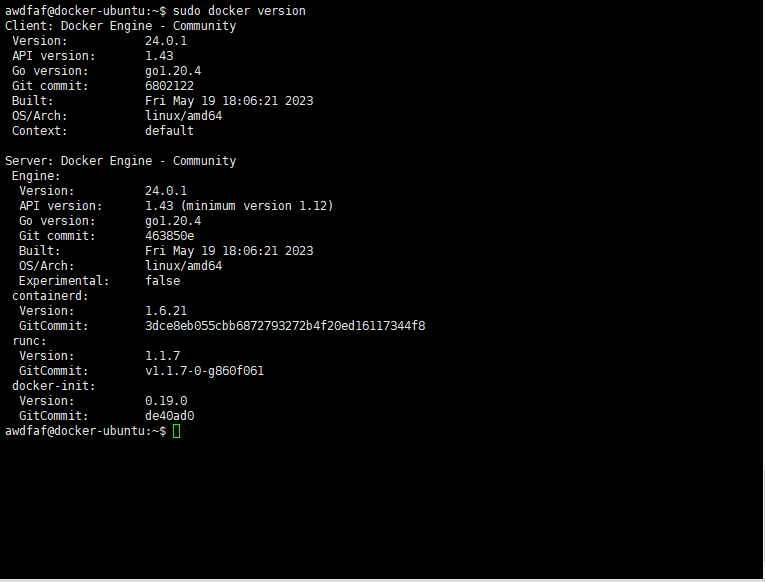 awdfaf@docker-ubuntu:~$ sudo docker version
Client: Docker Engine - Community
 Version:           24.0.1
 API version:       1.43
 Go version:        go1.20.4
 Git commit:        6802122
 Built:             Fri May 19 18:06:21 2023
 OS/Arch:           linux/amd64
 Context:           default

Server: Docker Engine - Community
 Engine:
  Version:          24.0.1
  API version:      1.43 (minimum version 1.12)
  Go version:       go1.20.4
  Git commit:       463850e
  Built:            Fri May 19 18:06:21 2023
  OS/Arch:          linux/amd64
  Experimental:     false
 containerd:
  Version:          1.6.21
  GitCommit:        3dce8eb055cbb6872793272b4f20ed16117344f8
 runc:
  Version:          1.1.7
  GitCommit:        v1.1.7-0-g860f061
 docker-init:
  Version:          0.19.0
  GitCommit:        de40ad0
awdfaf@docker-ubuntu:~$